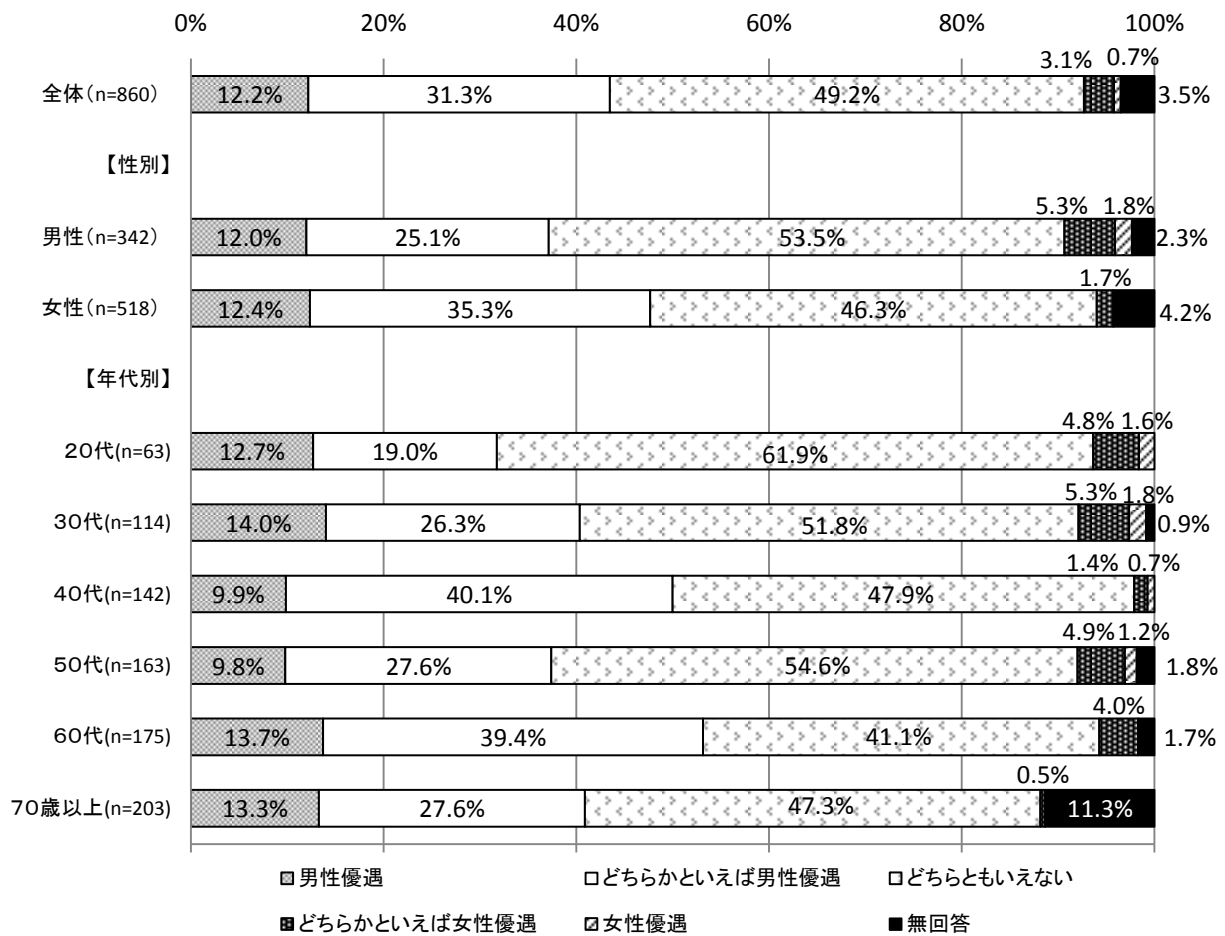 0% 20% 40% 60% 80% 100%
3.1% 0.7%
全体(n=860) 12.2% 31.3% 49.2% 3.5%
【性別】
5.3% 1.8%
男性(n=342) 12.0% 25.1% 53.5% 2.3%
1.7%
女性(n=518) 12.4% 35.3% 46.3% 4.2%
【年代別】
4.8% 1.6%
20代(n=63) 12.7% 19.0% 61.9%
5.3% 1.8%
30代(n=114) 14.0% 26.3% 51.8% 0.9%
1.4% 0.7%
40代(n=142) 9.9% 40.1% 47.9%
4.9% 1.2%
50代(n=163) 9.8% 27.6% 54.6% 1.8%
4.0%
60代(n=175) 13.7% 39.4% 41.1% 1.7%
0.5%
70歳以上(n=203) 13.3% 27.6% 47.3% 11.3%
男性優遇 どちらかといえば男性優遇 どちらともいえない
どちらかといえば女性優遇 女性優遇 無回答